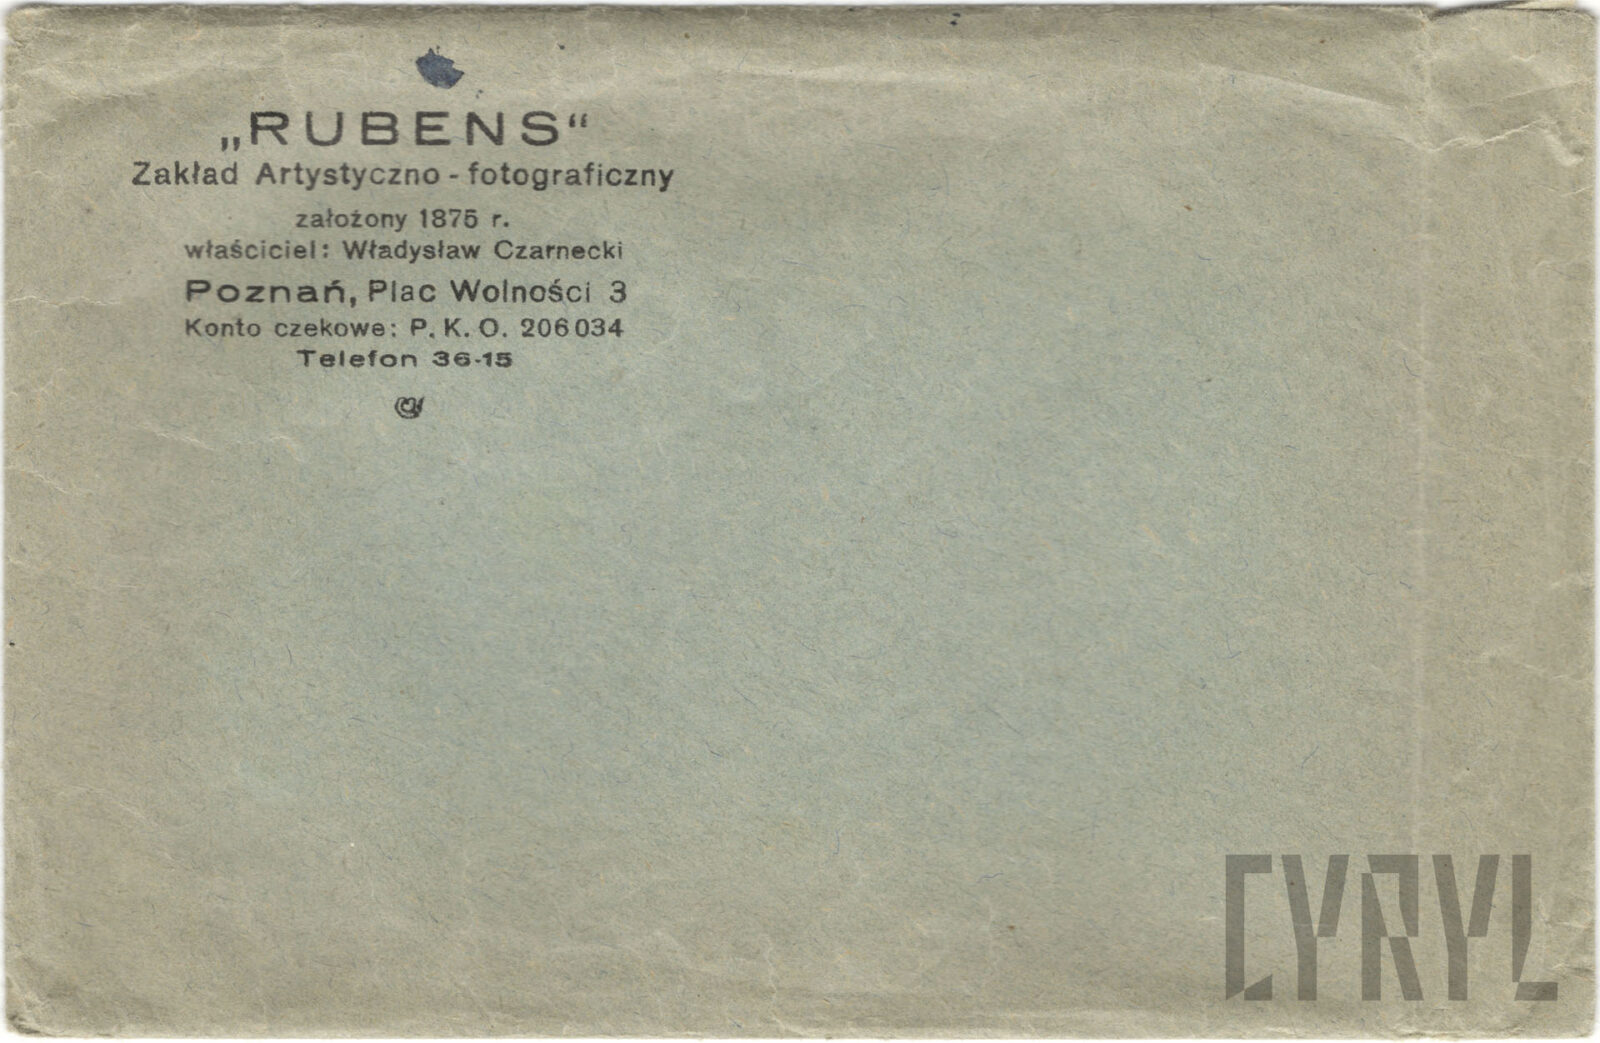 „RUBENS“
Zakład Artystyczno - fotograficzny
założony 1875 r.
właściciel: Władysław Czarnecki
Poznań, Plac Wolności 3
Konto czekowe: P. K. O. 206034
Telefon 36-15
CYRYL